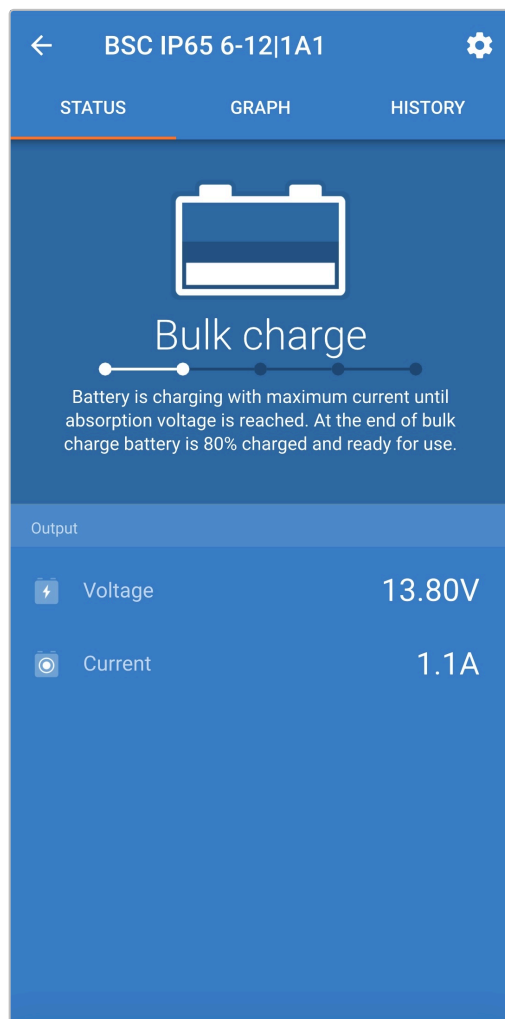 BSC IP65 6-12|1A1
STATUS GRAPH HISTORY
Bulk charge
Battery is charging with maximum current until
absorption voltage is reached. At the end of bulk
charge battery is 80% charged and ready for use.
Output
Voltage 13.80V
Current 1.1A